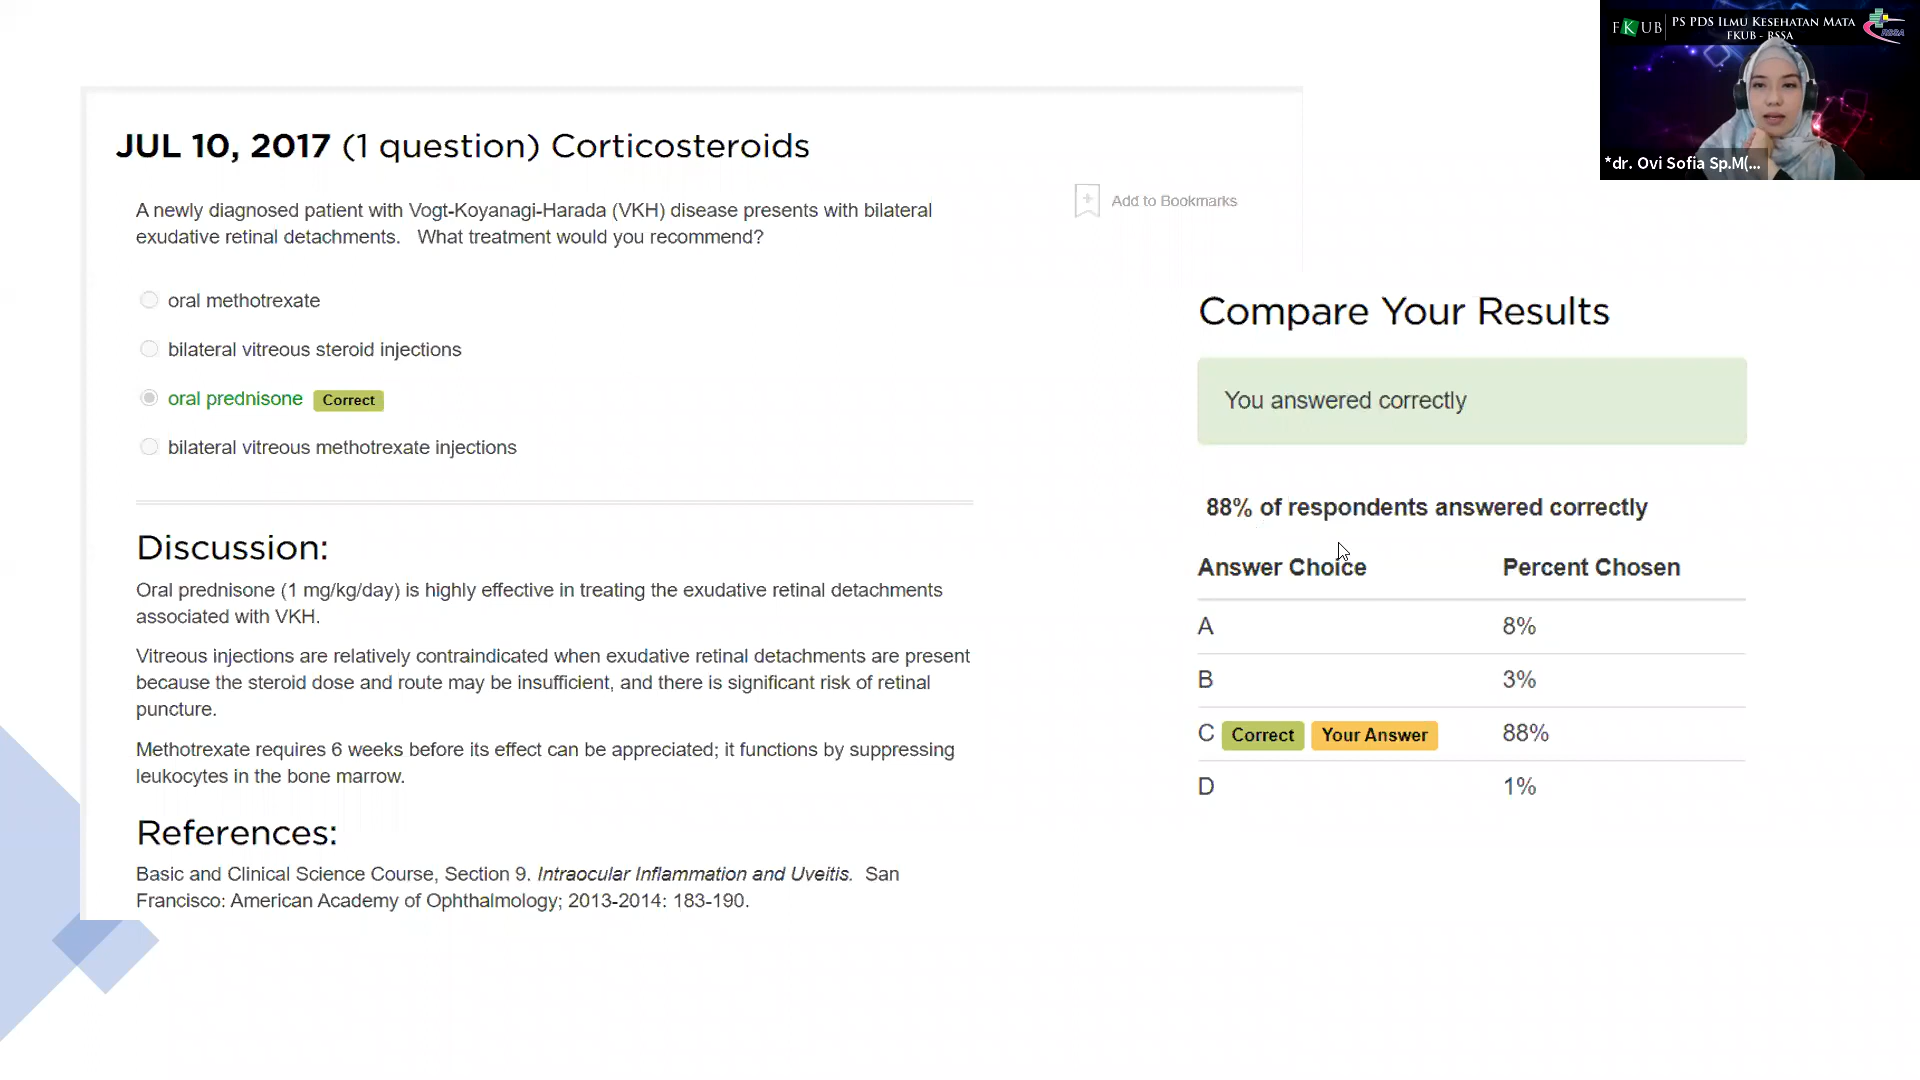 FKUB
PS PDS ILMU KESEHATAN MATA
FKUB - RSSA
RSSA
*dr. Ovi Sofia Sp.M(...
JUL 10, 2017 (1 question) Corticosteroids
Add to Bookmarks
A newly diagnosed patient with Vogt-Koyanagi-Harada (VKH) disease presents with bilateral
exudative retinal detachments. What treatment would you recommend?
oral methotrexate
bilateral vitreous steroid injections
oral prednisone Correct
bilateral vitreous methotrexate injections
Discussion:
Oral prednisone (1 mg/kg/day) is highly effective in treating the exudative retinal detachments
associated with VKH.
Vitreous injections are relatively contraindicated when exudative retinal detachments are present
because the steroid dose and route may be insufficient, and there is significant risk of retinal
puncture.
Methotrexate requires 6 weeks before its effect can be appreciated; it functions by suppressing
leukocytes in the bone marrow.
References:
Basic and Clinical Science Course, Section 9. Intraocular Inflammation and Uveitis. San
Francisco: American Academy of Ophthalmology; 2013-2014: 183-190.
Compare Your Results
You answered correctly
88% of respondents answered correctly
Answer Choice Percent Chosen
A 8%
B 3%
C Correct Your Answer 88%
D 1%